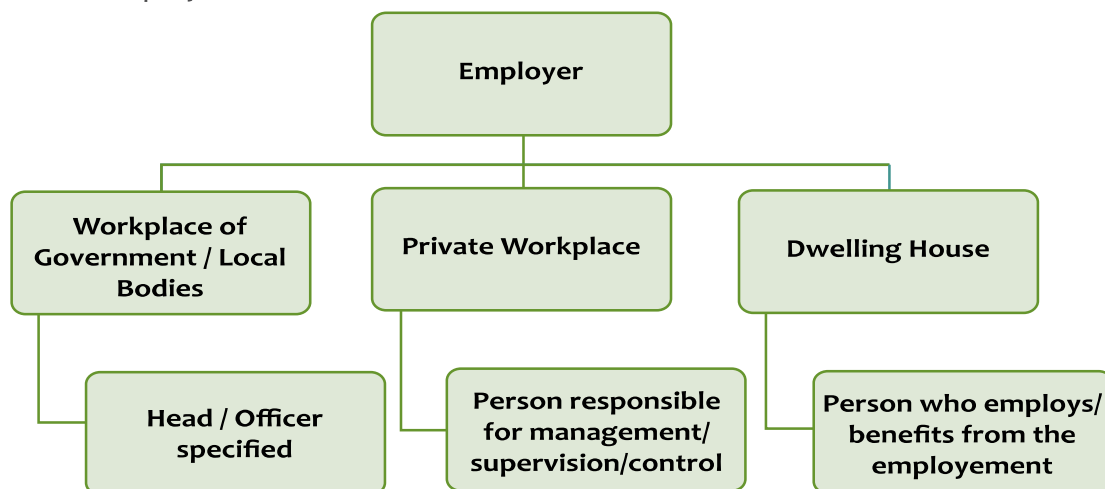 Employer
Workplace of
Government / Local
Bodies
Private Workplace
Dwelling House
Head / Officer
specified
Person responsible
for management/
supervision/control
Person who employs/
benefits from the
employement